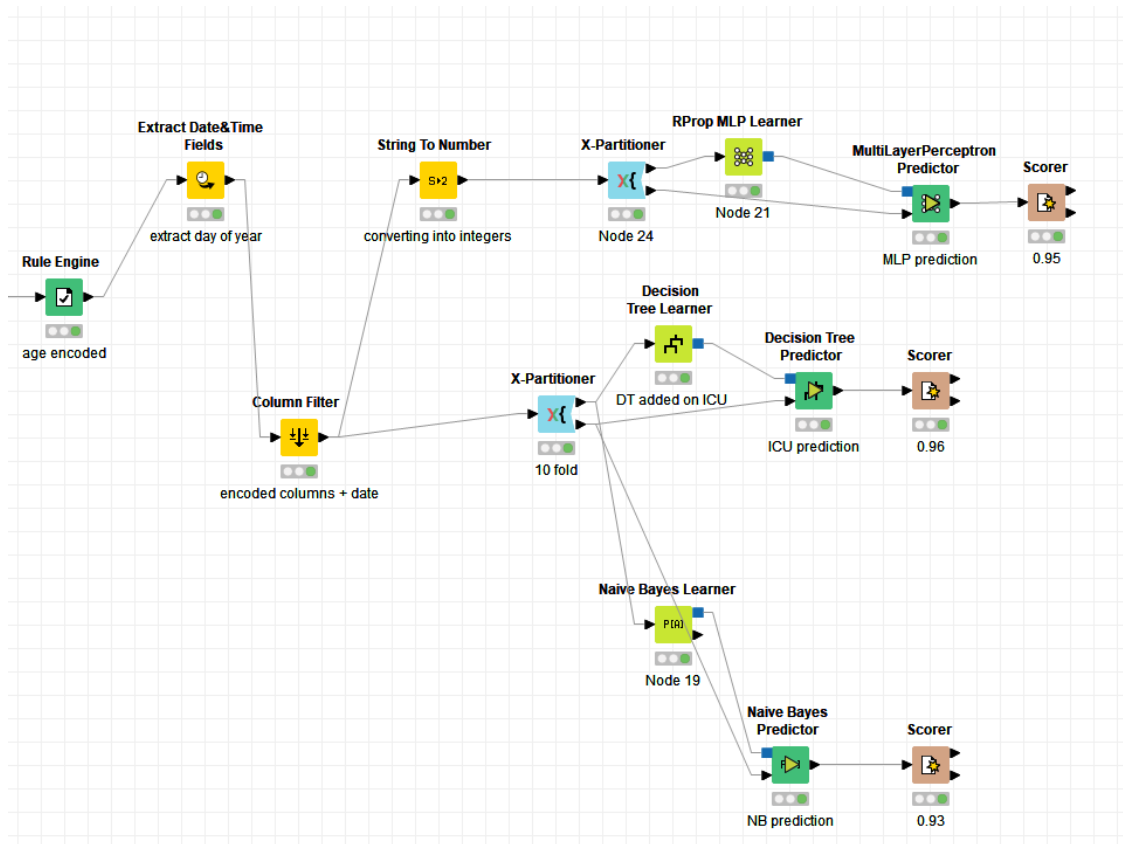 Extract Date&Time
Fields
extract day of year
String To Number
S▸2
converting into integers
X-Partitioner
X{
Node 24
RProp MLP Learner
Node 21
MultiLayerPerceptron
Predictor
MLP prediction
Scorer
0.95
Rule Engine
age encoded
Column Filter
encoded columns + date
X-Partitioner
X{
10 fold
Decision
Tree Learner
DT added on ICU
Decision Tree
Predictor
ICU prediction
Scorer
0.96
Naive Bayes Learner
P[A]
Node 19
Naive Bayes
Predictor
NB prediction
Scorer
0.93